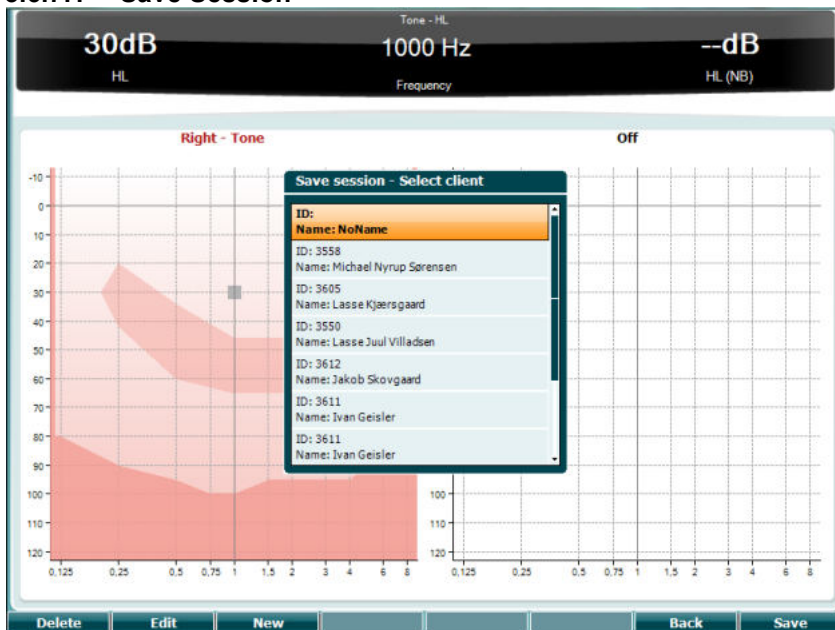 Tone - HL
30dB
1000 Hz
--dB
HL
Frequency
HL (NB)
Right - Tone
Off
Save session - Select client
ID:
Name: NoName
ID: 3558
Name: Michael Nyrup Sørensen
ID: 3605
Name: Lasse Kjærsgaard
ID: 3550
Name: Lasse Juul Villadsen
ID: 3612
Name: Jakob Skovgaard
ID: 3611
Name: Ivan Geisler
ID: 3611
Name: Ivan Geisler
-10
0
10
20
30
40
50
60
70
80
90
100
110
120
0,125 0,25 0,5 0,75 1 1,5 2 3 4 6 8
100
110
120
0,125 0,25 0,5 0,75 1 1,5 2 3 4 6 8
Delete Edit New Back Save